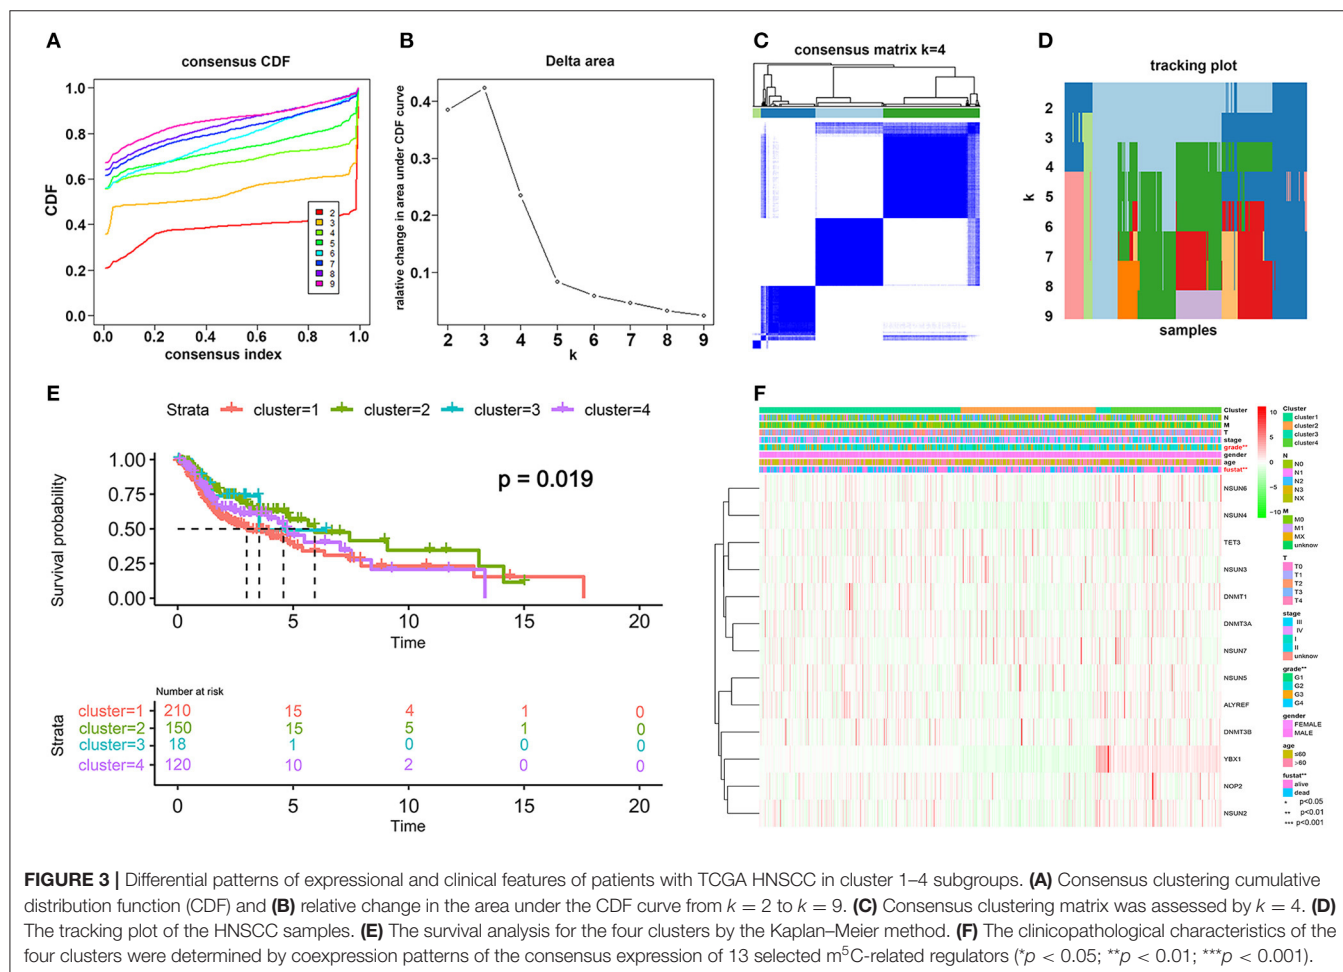 A
consensus CDF
CDF
1.0
0.8
0.6
0.4
0.2
0.0
2
3
4
5
6
7
8
9
0.0 0.2 0.4 0.6 0.8 1.0
consensus index
B
Delta area
relative change in area under CDF curve
0.4
0.3
0.2
0.1
2 3 4 5 6 7 8 9
k
C
consensus matrix k=4
D
tracking plot
k
2
3
4
5
6
7
8
9
samples
E
Strata cluster=1 cluster=2 cluster=3 cluster=4
Survival probability
1.00
0.75
0.50
0.25
0.00
p = 0.019
0 5 10 15 20
Time
Number at risk
Strata
cluster=1 210 15 4 1 0
cluster=2 150 15 5 1 0
cluster=3 18 1 0 0 0
cluster=4 120 10 2 0 0
0 5 10 15 20
Time
F
Cluster
N
M
T
stage
grade**
gender
age
fustat**
NSUN6
NSUN4
TET3
NSUN3
DNMT1
DNMT3A
NSUN7
NSUN5
ALYREF
DNMT3B
YBX1
NOP2
NSUN2
10
5
0
−5
−10
Cluster
cluster1
cluster2
cluster3
cluster4
N
N0
N1
N2
N3
NX
M
M0
M1
MX
unknow
T
T0
T1
T2
T3
T4
stage
III
IV
I
II
unknow
grade**
G1
G2
G3
G4
gender
FEMALE
MALE
age
≤60
>60
fustat**
alive
dead
* p<0.05
** p<0.01
*** p<0.001
FIGURE 3 | Differential patterns of expressional and clinical features of patients with TCGA HNSCC in cluster 1–4 subgroups. (A) Consensus clustering cumulative
distribution function (CDF) and (B) relative change in the area under the CDF curve from k = 2 to k = 9. (C) Consensus clustering matrix was assessed by k = 4. (D)
The tracking plot of the HNSCC samples. (E) The survival analysis for the four clusters by the Kaplan–Meier method. (F) The clinicopathological characteristics of the
four clusters were determined by coexpression patterns of the consensus expression of 13 selected m⁵C-related regulators (*p < 0.05; **p < 0.01; ***p < 0.001).